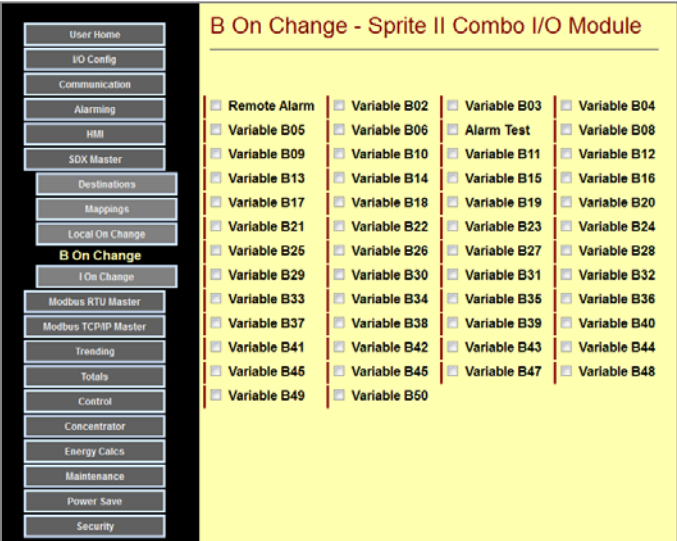 B On Change - Sprite II Combo I/O Module
User Home
I/O Config
Communication
Alarming
HMI
SDX Master
Destinations
Mappings
Local On Change
B On Change
I On Change
Modbus RTU Master
Modbus TCP/IP Master
Trending
Totals
Control
Concentrator
Energy Calcs
Maintenance
Power Save
Security
Remote Alarm Variable B02 Variable B03 Variable B04
Variable B05 Variable B06 Alarm Test Variable B08
Variable B09 Variable B10 Variable B11 Variable B12
Variable B13 Variable B14 Variable B15 Variable B16
Variable B17 Variable B18 Variable B19 Variable B20
Variable B21 Variable B22 Variable B23 Variable B24
Variable B25 Variable B26 Variable B27 Variable B28
Variable B29 Variable B30 Variable B31 Variable B32
Variable B33 Variable B34 Variable B35 Variable B36
Variable B37 Variable B38 Variable B39 Variable B40
Variable B41 Variable B42 Variable B43 Variable B44
Variable B45 Variable B45 Variable B47 Variable B48
Variable B49 Variable B50